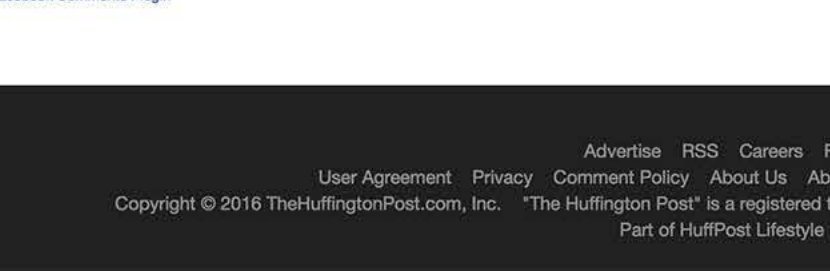 Advertise RSS Careers
User Agreement Privacy Comment Policy About Us
Copyright © 2016 TheHuffingtonPost.com, Inc. "The Huffington Post" is a registered
Part of HuffPost Lifestyle